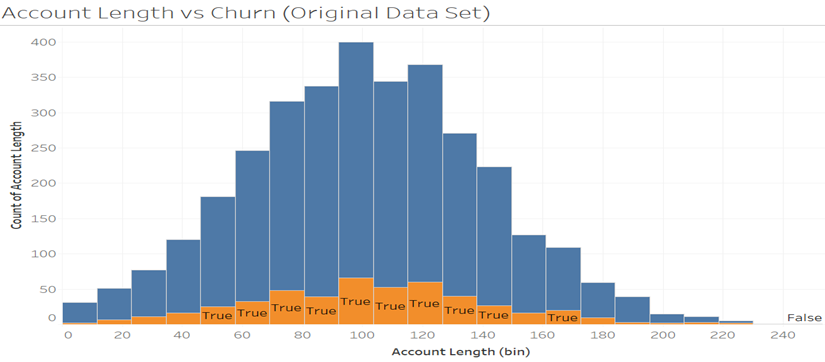 Account Length vs Churn (Original Data Set)
400
350
300
250
200
150
100
50
0
Count of Account Length
True True True True True True True True True True True False
0 20 40 60 80 100 120 140 160 180 200 220 240
Account Length (bin)